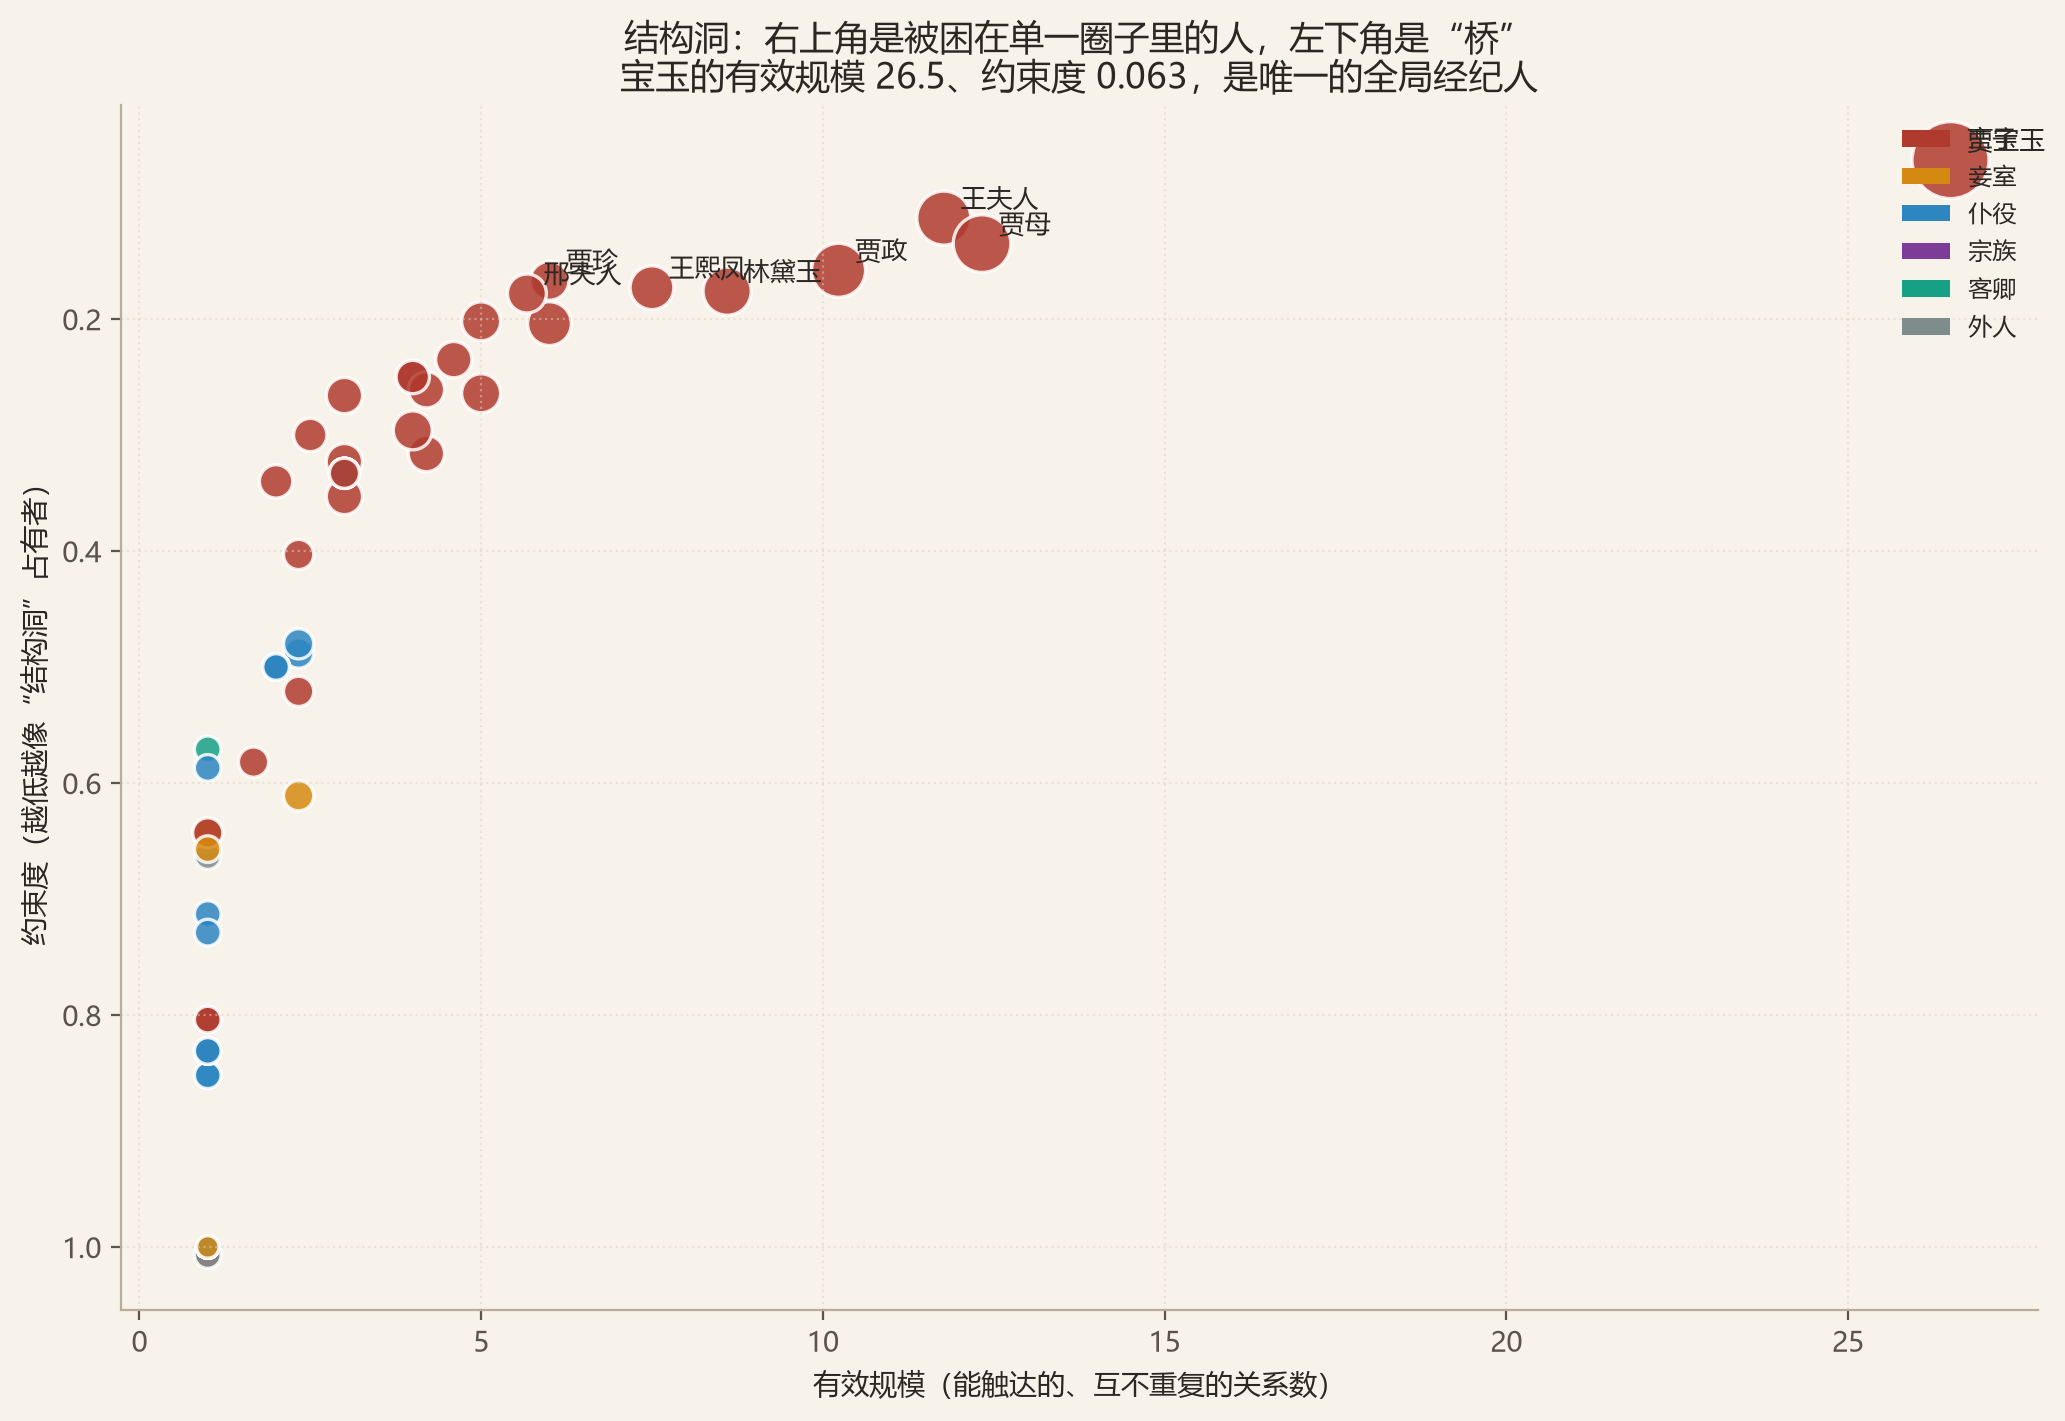 结构洞：右上角是被困在单一圈子里的人，左下角是“桥”
宝玉的有效规模 26.5、约束度 0.063，是唯一的全局经纪人
贾宝玉
妾室
仆役
宗族
客卿
外人
王夫人
贾母
贾政
贾珍
邢夫人
王熙凤
林黛玉
约束度（越低越像“结构洞”占有者）
0.2
0.4
0.6
0.8
1.0
0
5
10
15
20
25
有效规模（能触达的、互不重复的关系数）